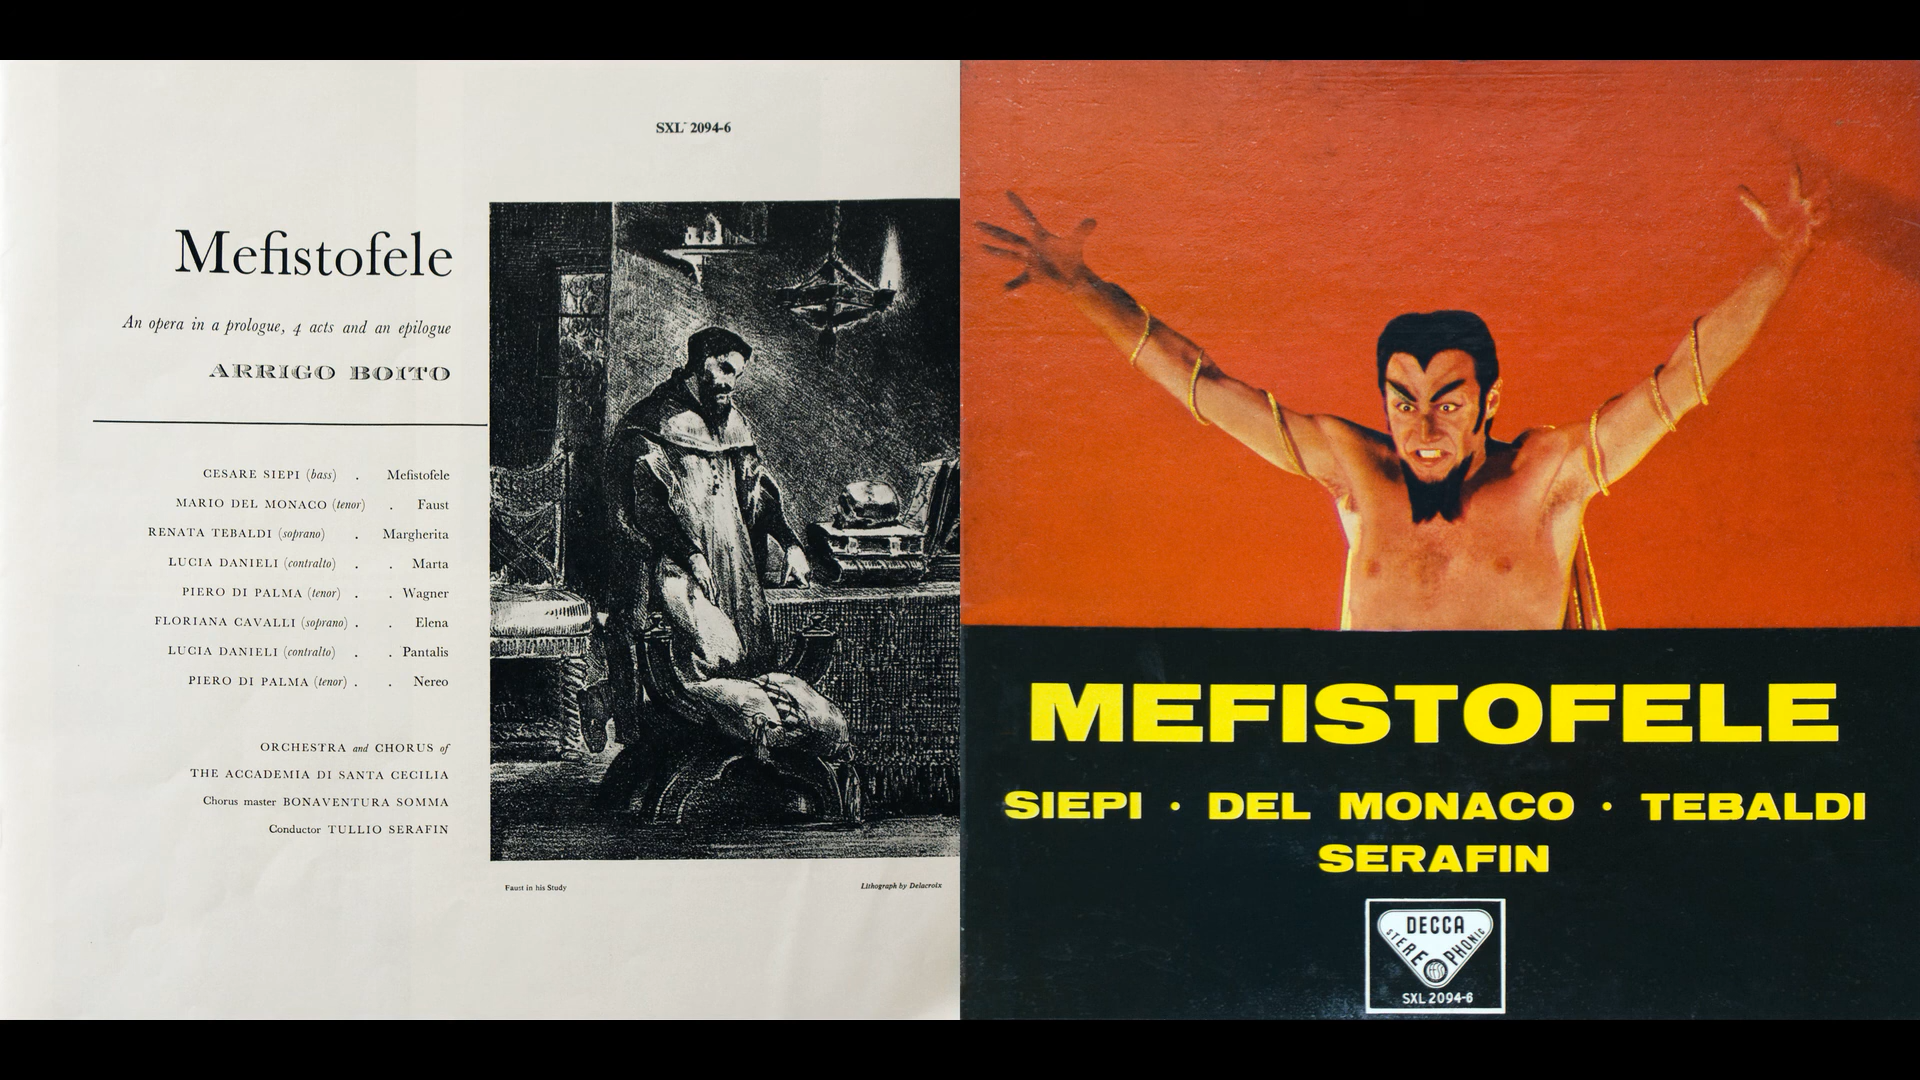 SXL 2094-6
Mefistofele
An opera in a prologue, 4 acts and an epilogue
ARRIGO BOITO
CESARE SIEPI (bass) . Mefistofele
MARIO DEL MONACO (tenor) . Faust
RENATA TEBALDI (soprano) . Margherita
LUCIA DANIELI (contralto) . . Marta
PIERO DI PALMA (tenor) . . Wagner
FLORIANA CAVALLI (soprano) . . Elena
LUCIA DANIELI (contralto) . . Pantalis
PIERO DI PALMA (tenor) . . Nereo
ORCHESTRA and CHORUS of
THE ACCADEMIA DI SANTA CECILIA
Chorus master BONAVENTURA SOMMA
Conductor TULLIO SERAFIN
Faust in his Study
Lithograph by Delacroix
MEFISTOFELE
SIEPI • DEL MONACO • TEBALDI
SERAFIN
DECCA
STEREOPHONIC
ffss
SXL 2094-6